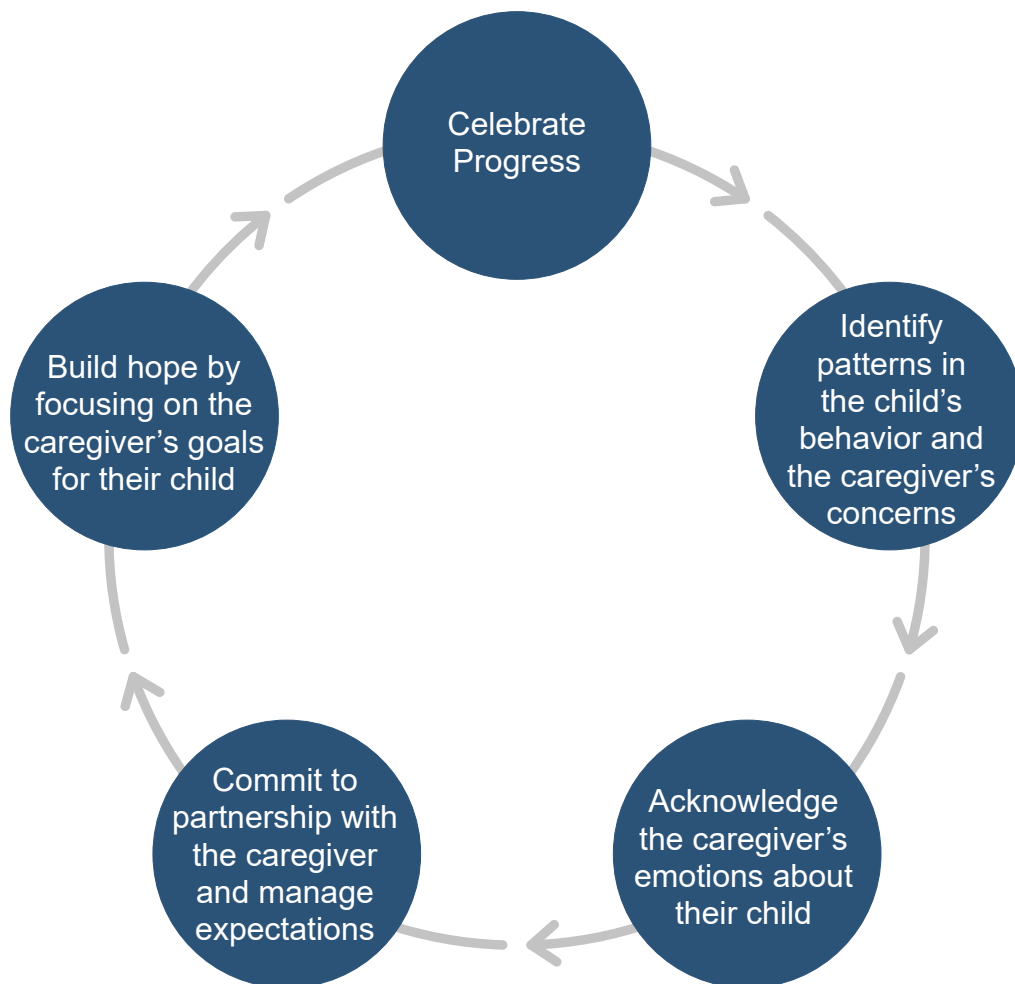 Celebrate
Progress
Identify
patterns in
the child’s
behavior and
the caregiver’s
concerns
Acknowledge
the caregiver’s
emotions about
their child
Commit to
partnership with
the caregiver
and manage
expectations
Build hope by
focusing on the
caregiver’s goals
for their child